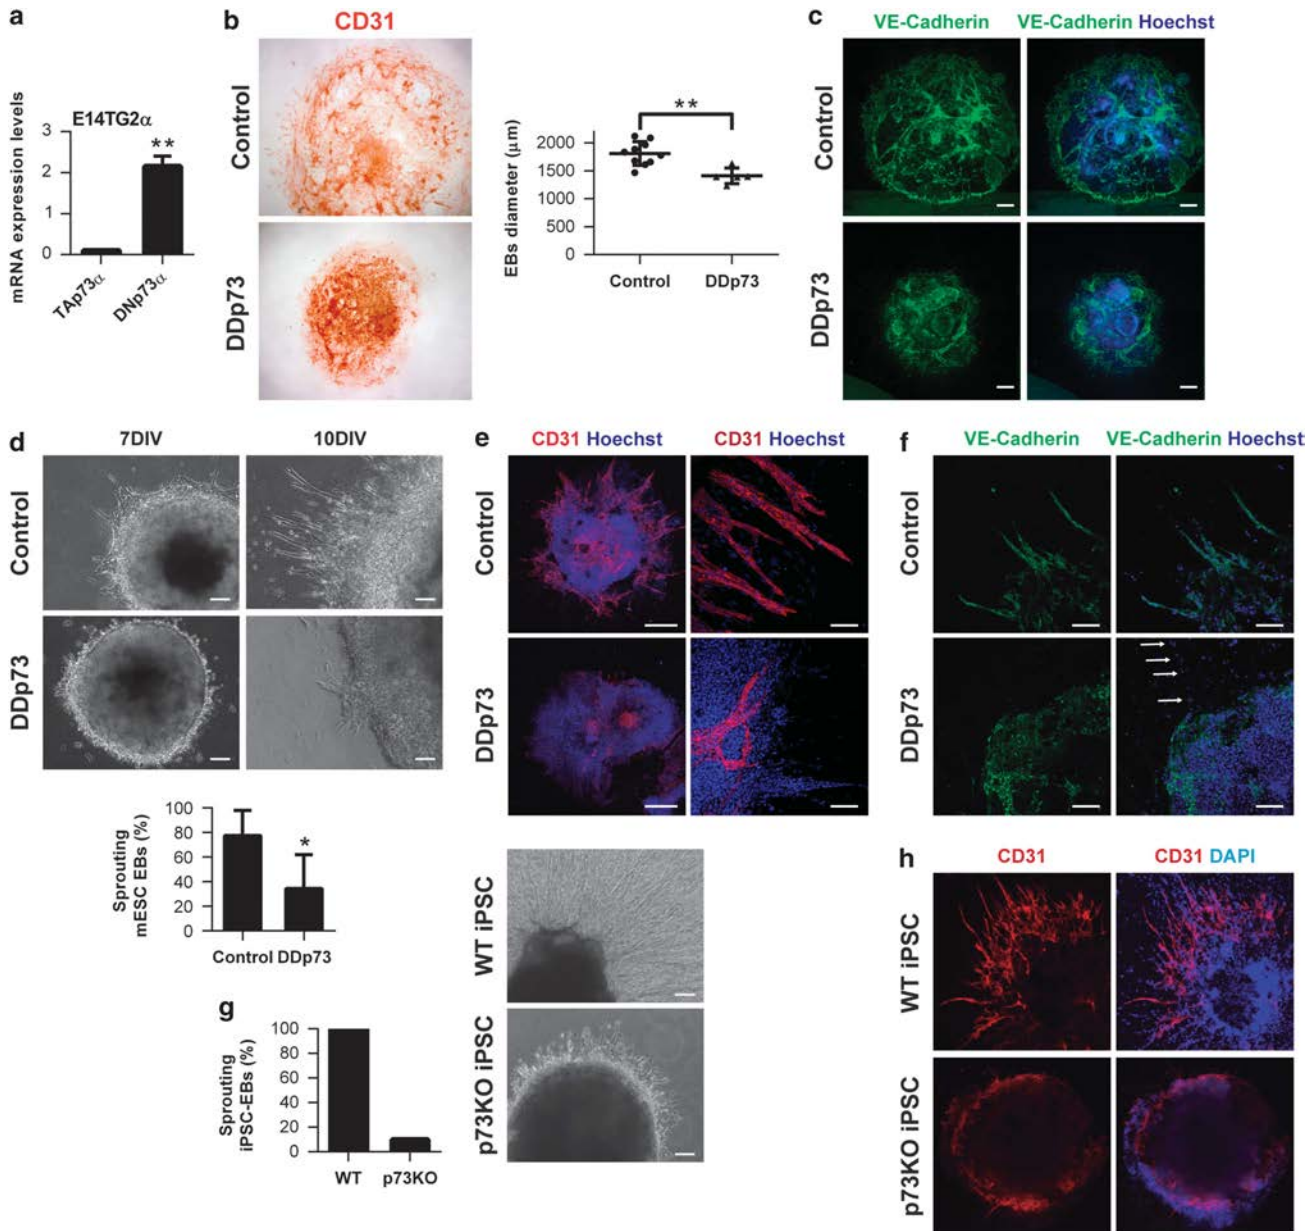 a
E14TG2α
mRNA expression levels
3
2
1
0
**
TAp73α
DNp73α
b
CD31
Control
DDp73
**
EBs diameter (μm)
2000
1500
1000
500
0
Control
DDp73
c
VE-Cadherin
VE-Cadherin Hoechst
Control
DDp73
d
7DIV
10DIV
Control
DDp73
Sprouting
mESC EBs (%)
100
80
60
40
20
0
*
Control DDp73
e
CD31 Hoechst
CD31 Hoechst
Control
DDp73
f
VE-Cadherin
VE-Cadherin Hoechst
Control
DDp73
g
Sprouting
iPSC-EBs (%)
100
80
60
40
20
0
WT
p73KO
WT iPSC
p73KO iPSC
h
CD31
CD31 DAPI
WT iPSC
p73KO iPSC